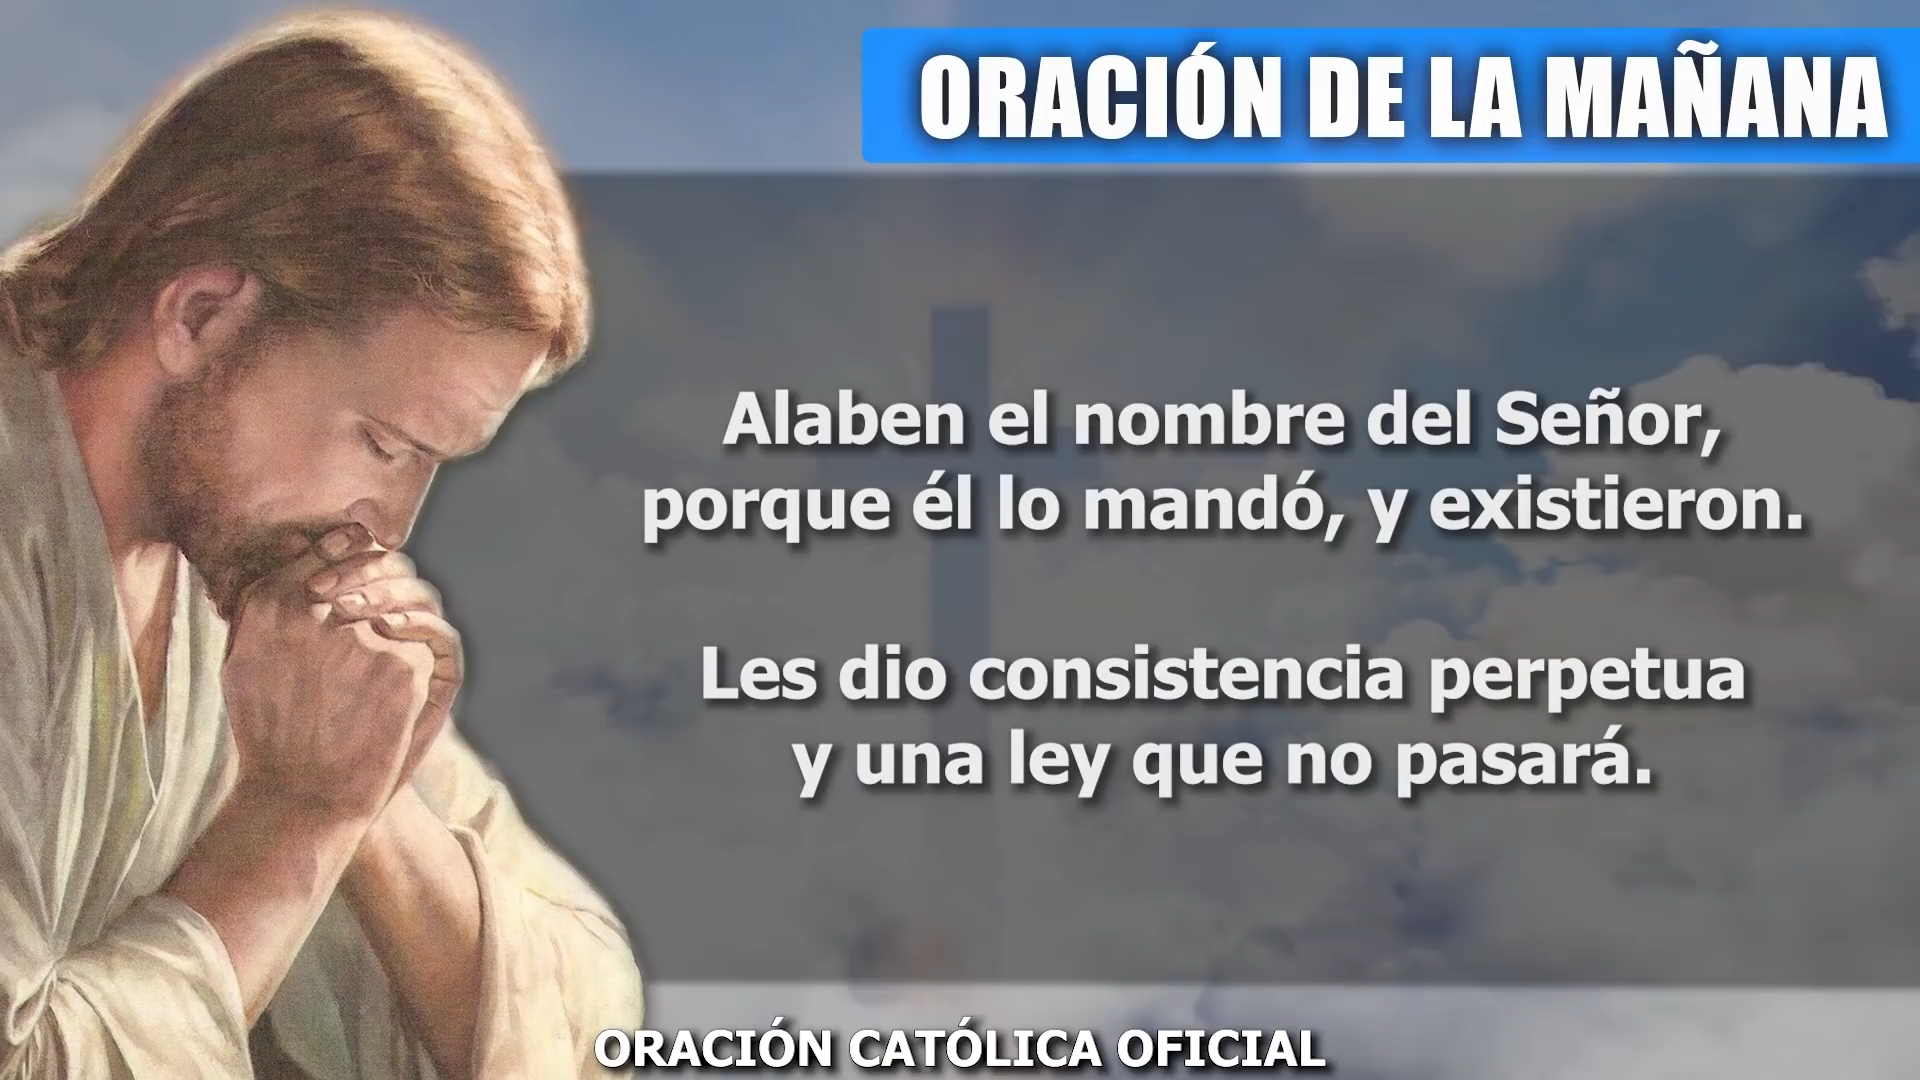 ORACIÓN DE LA MAÑANA
Alaben el nombre del Señor,
porque él lo mandó, y existieron.
Les dio consistencia perpetua
y una ley que no pasará.
ORACIÓN CATÓLICA OFICIAL